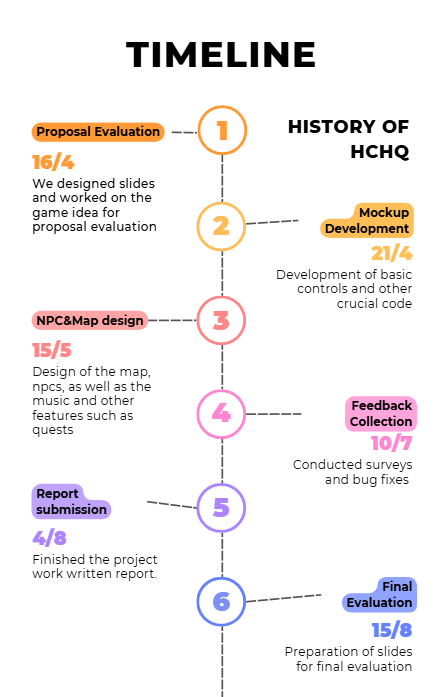 TIMELINE
HISTORY OF
HCHQ
1
Proposal Evaluation
16/4
We designed slides
and worked on the
game idea for
proposal evaluation
2
Mockup
Development
21/4
Development of basic
controls and other
crucial code
3
NPC&Map design
15/5
Design of the map,
npcs, as well as the
music and other
features such as
quests
4
Feedback
Collection
10/7
Conducted surveys
and bug fixes
5
Report
submission
4/8
Finished the project
work written report.
6
Final
Evaluation
15/8
Preparation of slides
for final evaluation